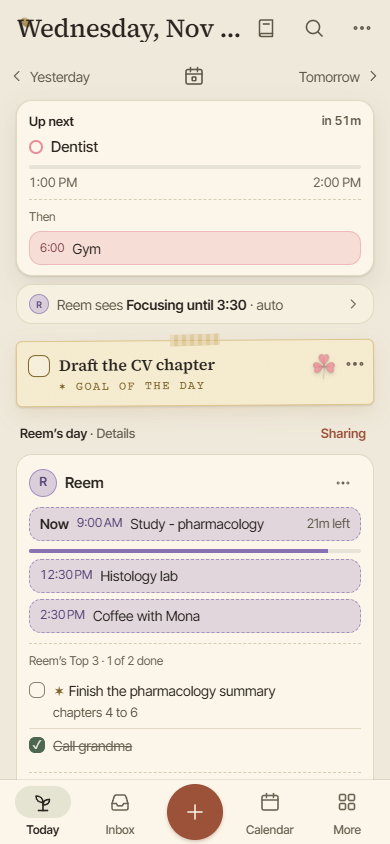 Wednesday, Nov ...
Yesterday
Tomorrow
Up next
in 51m
Dentist
1:00 PM
2:00 PM
Then
6:00 Gym
R Reem sees Focusing until 3:30 · auto
Draft the CV chapter
✶ GOAL OF THE DAY
Reem's day · Details
Sharing
R Reem
Now 9:00 AM Study - pharmacology 21m left
12:30 PM Histology lab
2:30 PM Coffee with Mona
Reem's Top 3 · 1 of 2 done
✶ Finish the pharmacology summary
chapters 4 to 6
Call grandma
Today
Inbox
Calendar
More